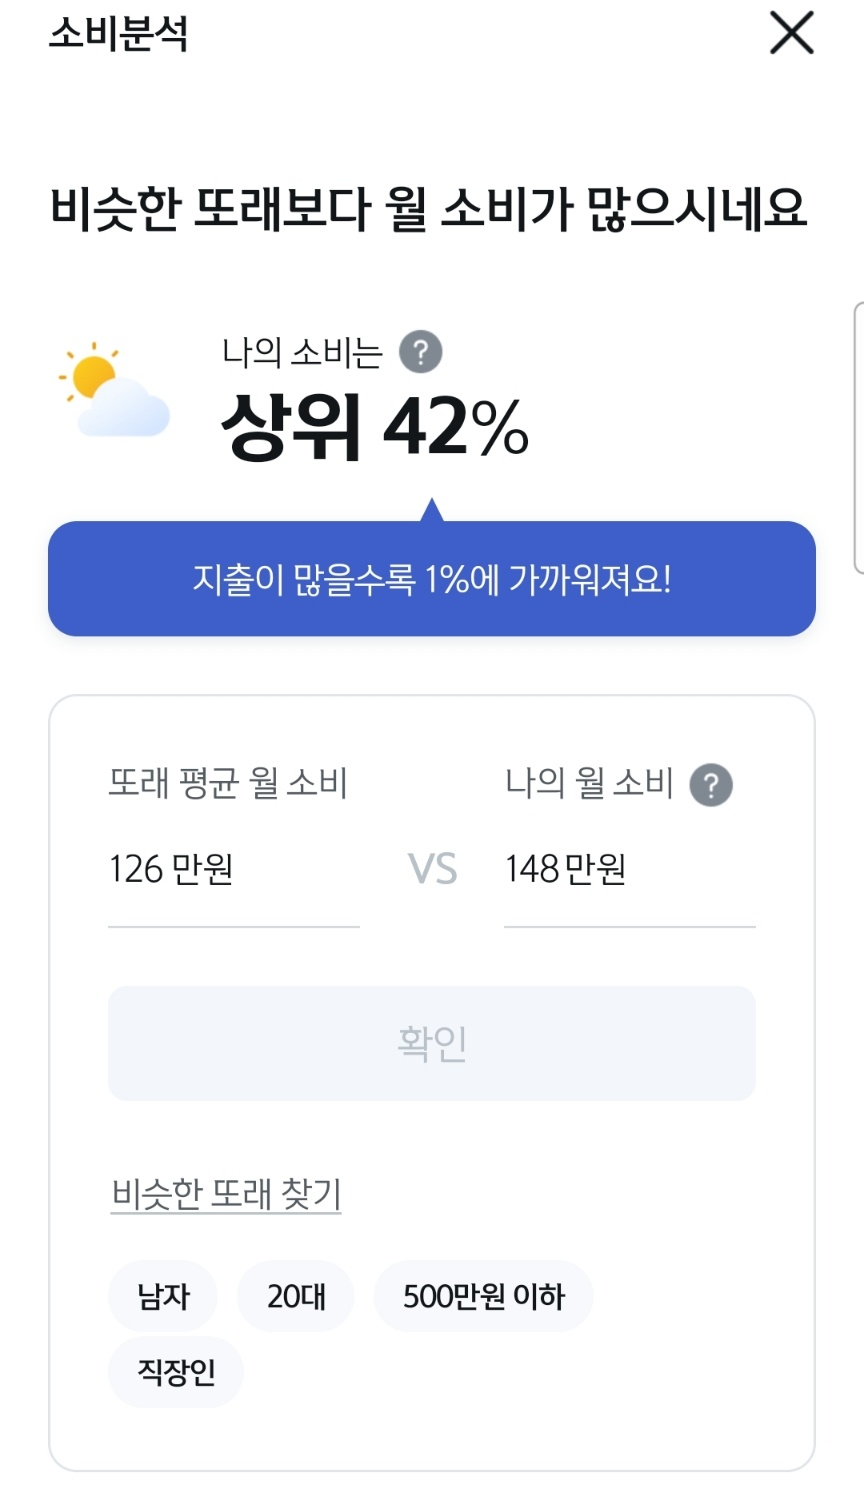 소비분석
비슷한 또래보다 월 소비가 많으시네요
나의 소비는 ?
상위 42%
지출이 많을수록 1%에 가까워져요!
또래 평균 월 소비 나의 월 소비 ?
126 만원 VS 148만원
확인
비슷한 또래 찾기
남자 20대 500만원 이하
직장인